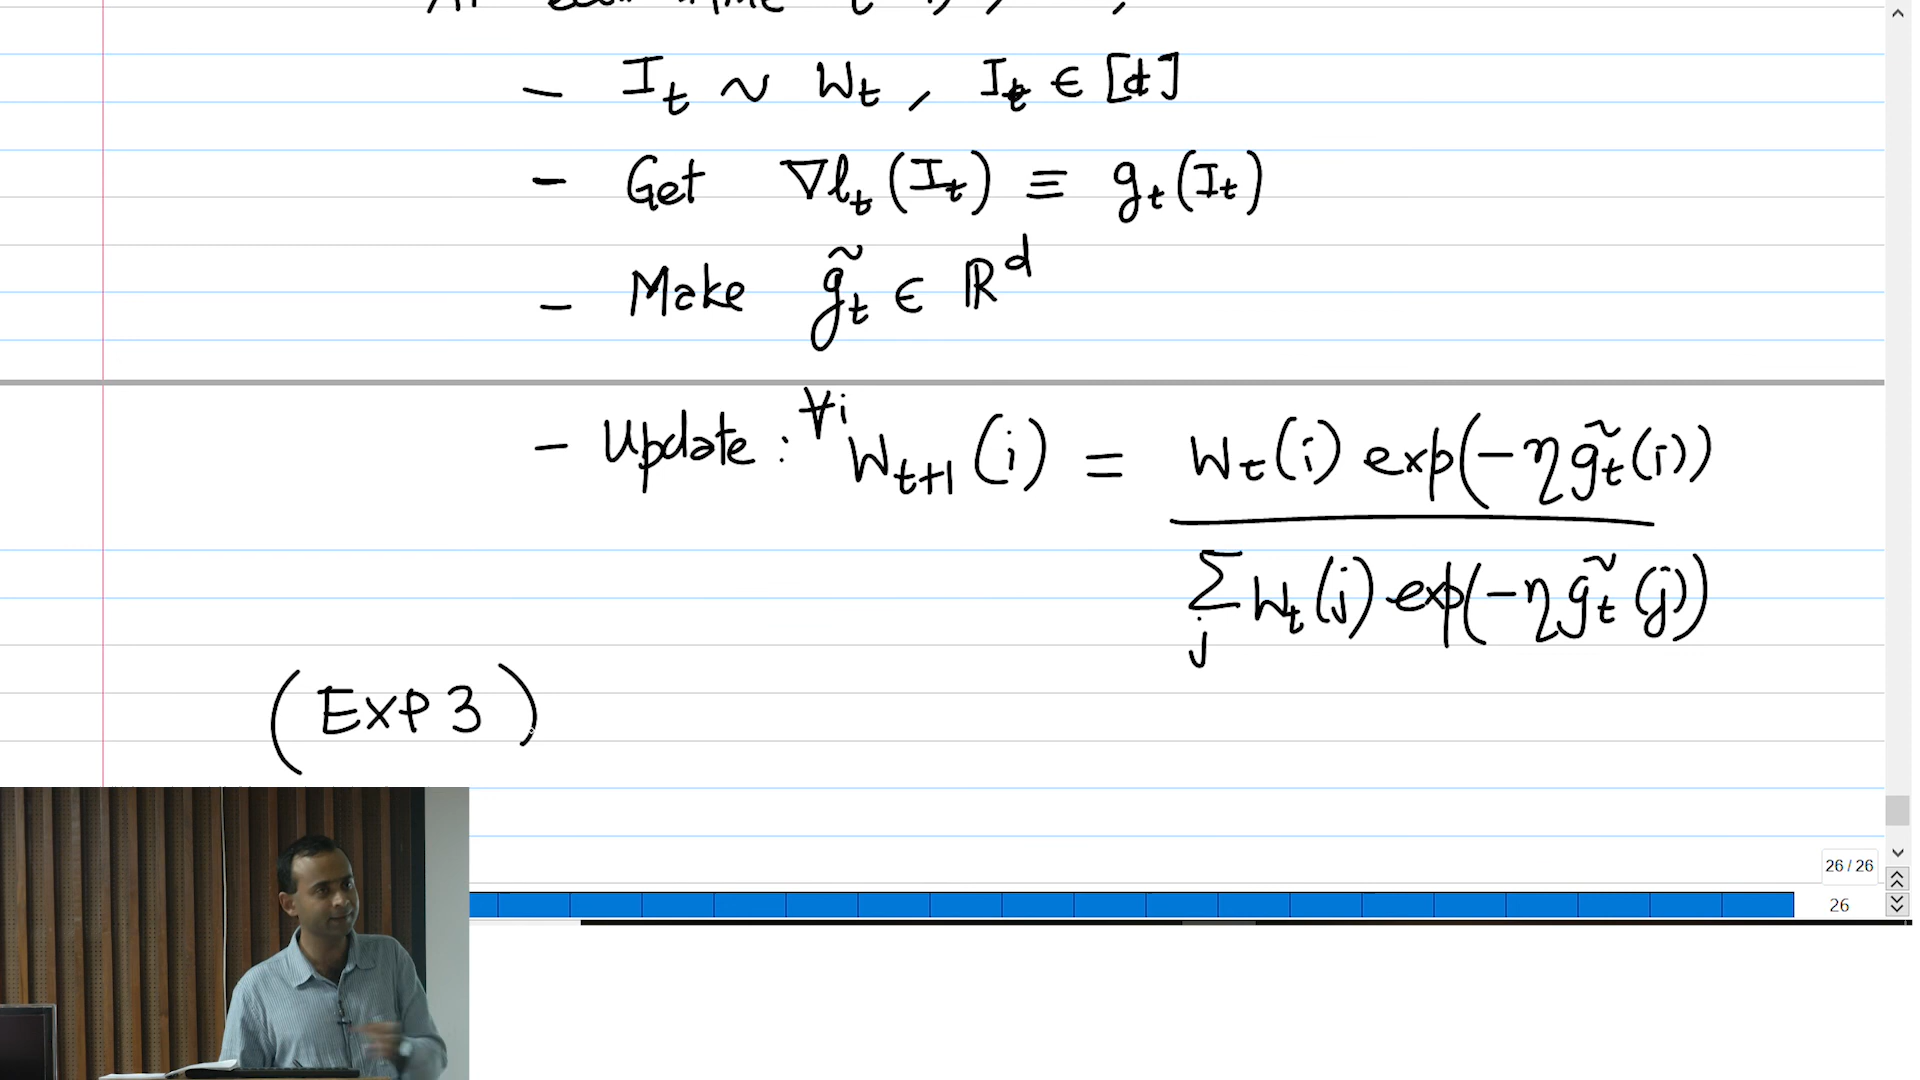 - I_t ~ W_t , I_t ∈ [d]
- Get ∇l_t (I_t) ≡ g_t (I_t)
- Make g̃_t ∈ ℝ^d
- Update : ∀i W_{t+1} (i) = W_t (i) exp(-η g̃_t (i))
∑_j W_t (j) exp(-η g̃_t (j))
(EXP3)
26 / 26
26